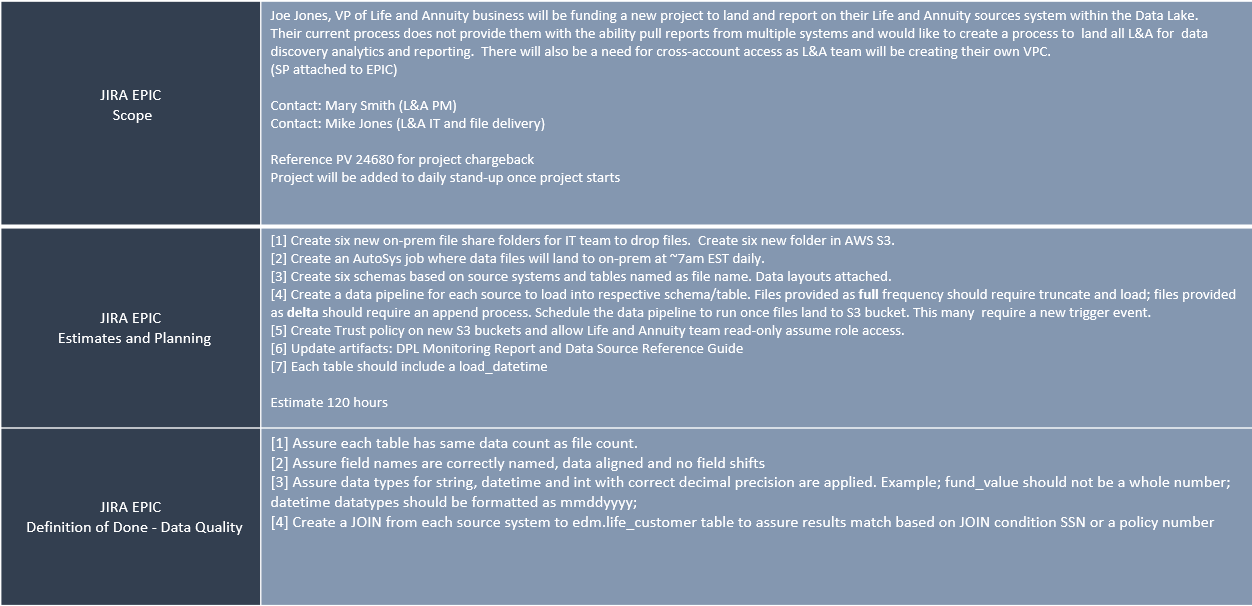 JIRA EPIC
Scope
Joe Jones, VP of Life and Annuity business will be funding a new project to land and report on their Life and Annuity sources system within the Data Lake.
Their current process does not provide them with the ability pull reports from multiple systems and would like to create a process to land all L&A for data
discovery analytics and reporting. There will also be a need for cross-account access as L&A team will be creating their own VPC.
(SP attached to EPIC)
Contact: Mary Smith (L&A PM)
Contact: Mike Jones (L&A IT and file delivery)
Reference PV 24680 for project chargeback
Project will be added to daily stand-up once project starts
JIRA EPIC
Estimates and Planning
[1] Create six new on-prem file share folders for IT team to drop files. Create six new folder in AWS S3.
[2] Create an AutoSys job where data files will land to on-prem at ~7am EST daily.
[3] Create six schemas based on source systems and tables named as file name. Data layouts attached.
[4] Create a data pipeline for each source to load into respective schema/table. Files provided as full frequency should require truncate and load; files provided
as delta should require an append process. Schedule the data pipeline to run once files land to S3 bucket. This many require a new trigger event.
[5] Create Trust policy on new S3 buckets and allow Life and Annuity team read-only assume role access.
[6] Update artifacts: DPL Monitoring Report and Data Source Reference Guide
[7] Each table should include a load_datetime
Estimate 120 hours
JIRA EPIC
Definition of Done - Data Quality
[1] Assure each table has same data count as file count.
[2] Assure field names are correctly named, data aligned and no field shifts
[3] Assure data types for string, datetime and int with correct decimal precision are applied. Example; fund_value should not be a whole number;
datetime datatypes should be formatted as mmddyyyy;
[4] Create a JOIN from each source system to edm.life_customer table to assure results match based on JOIN condition SSN or a policy number